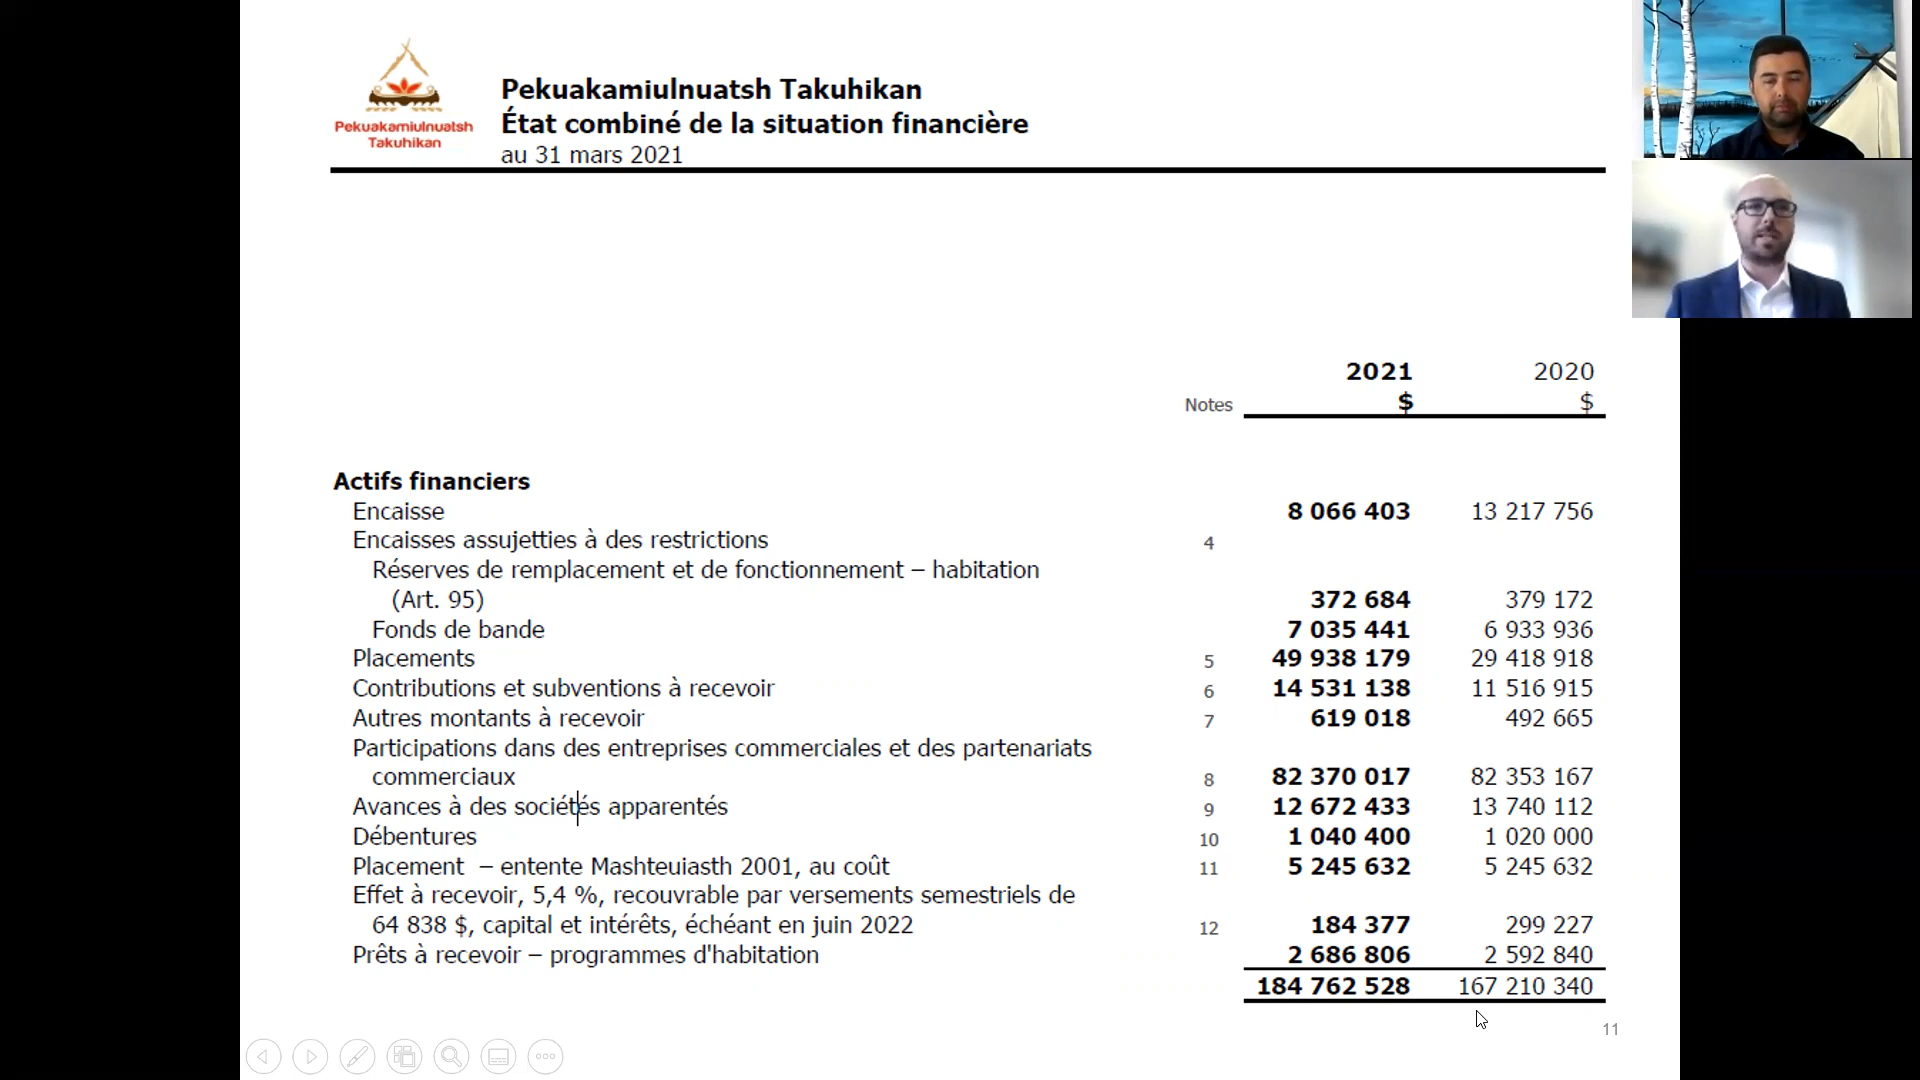 Pekuakamiulnuatsh
Takuhikan
Pekuakamiulnuatsh Takuhikan
État combiné de la situation financière
au 31 mars 2021
2021 2020
Notes $ $
Actifs financiers
Encaisse 8 066 403 13 217 756
Encaisses assujetties à des restrictions 4
Réserves de remplacement et de fonctionnement – habitation
(Art. 95) 372 684 379 172
Fonds de bande 7 035 441 6 933 936
Placements 5 49 938 179 29 418 918
Contributions et subventions à recevoir 6 14 531 138 11 516 915
Autres montants à recevoir 7 619 018 492 665
Participations dans des entreprises commerciales et des partenariats
commerciaux 8 82 370 017 82 353 167
Avances à des sociétés apparentés 9 12 672 433 13 740 112
Débentures 10 1 040 400 1 020 000
Placement – entente Mashteuiasth 2001, au coût 11 5 245 632 5 245 632
Effet à recevoir, 5,4 %, recouvrable par versements semestriels de
64 838 $, capital et intérêts, échéant en juin 2022 12 184 377 299 227
Prêts à recevoir – programmes d'habitation 2 686 806 2 592 840
184 762 528 167 210 340
11